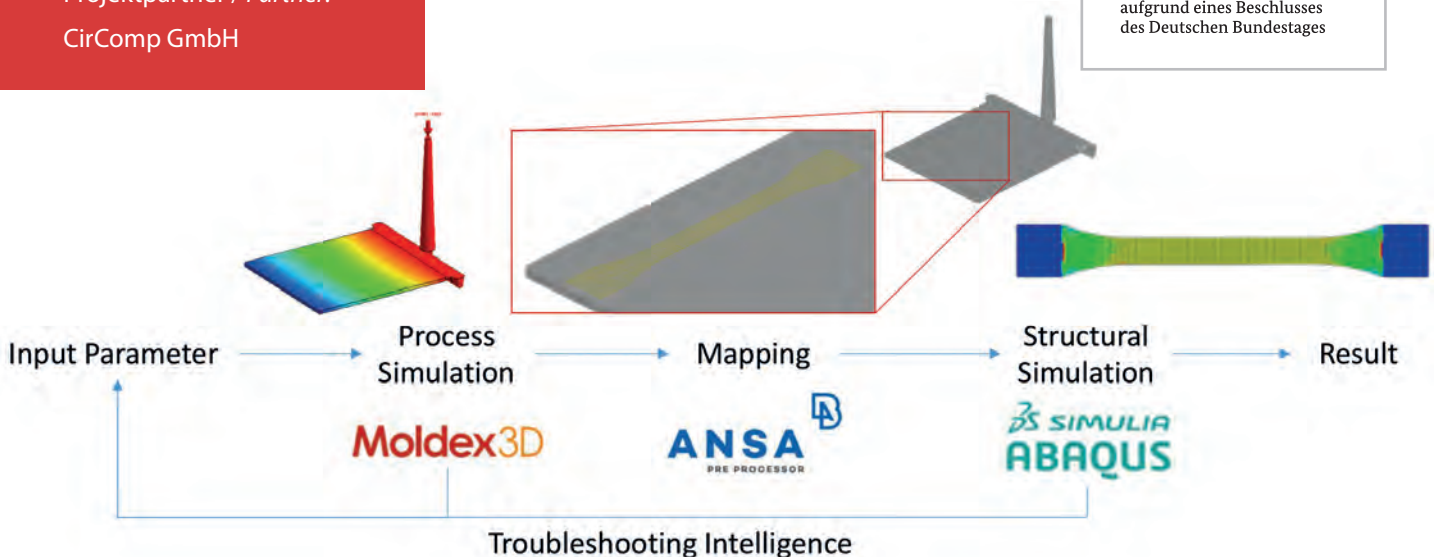 CirComp GmbH
aufgrund eines Beschlusses
des Deutschen Bundestages
Input Parameter
Process
Simulation
Mapping
Structural
Simulation
Result
Moldex3D
ANSA
PRE PROCESSOR
SIMULIA
ABAQUS
Troubleshooting Intelligence